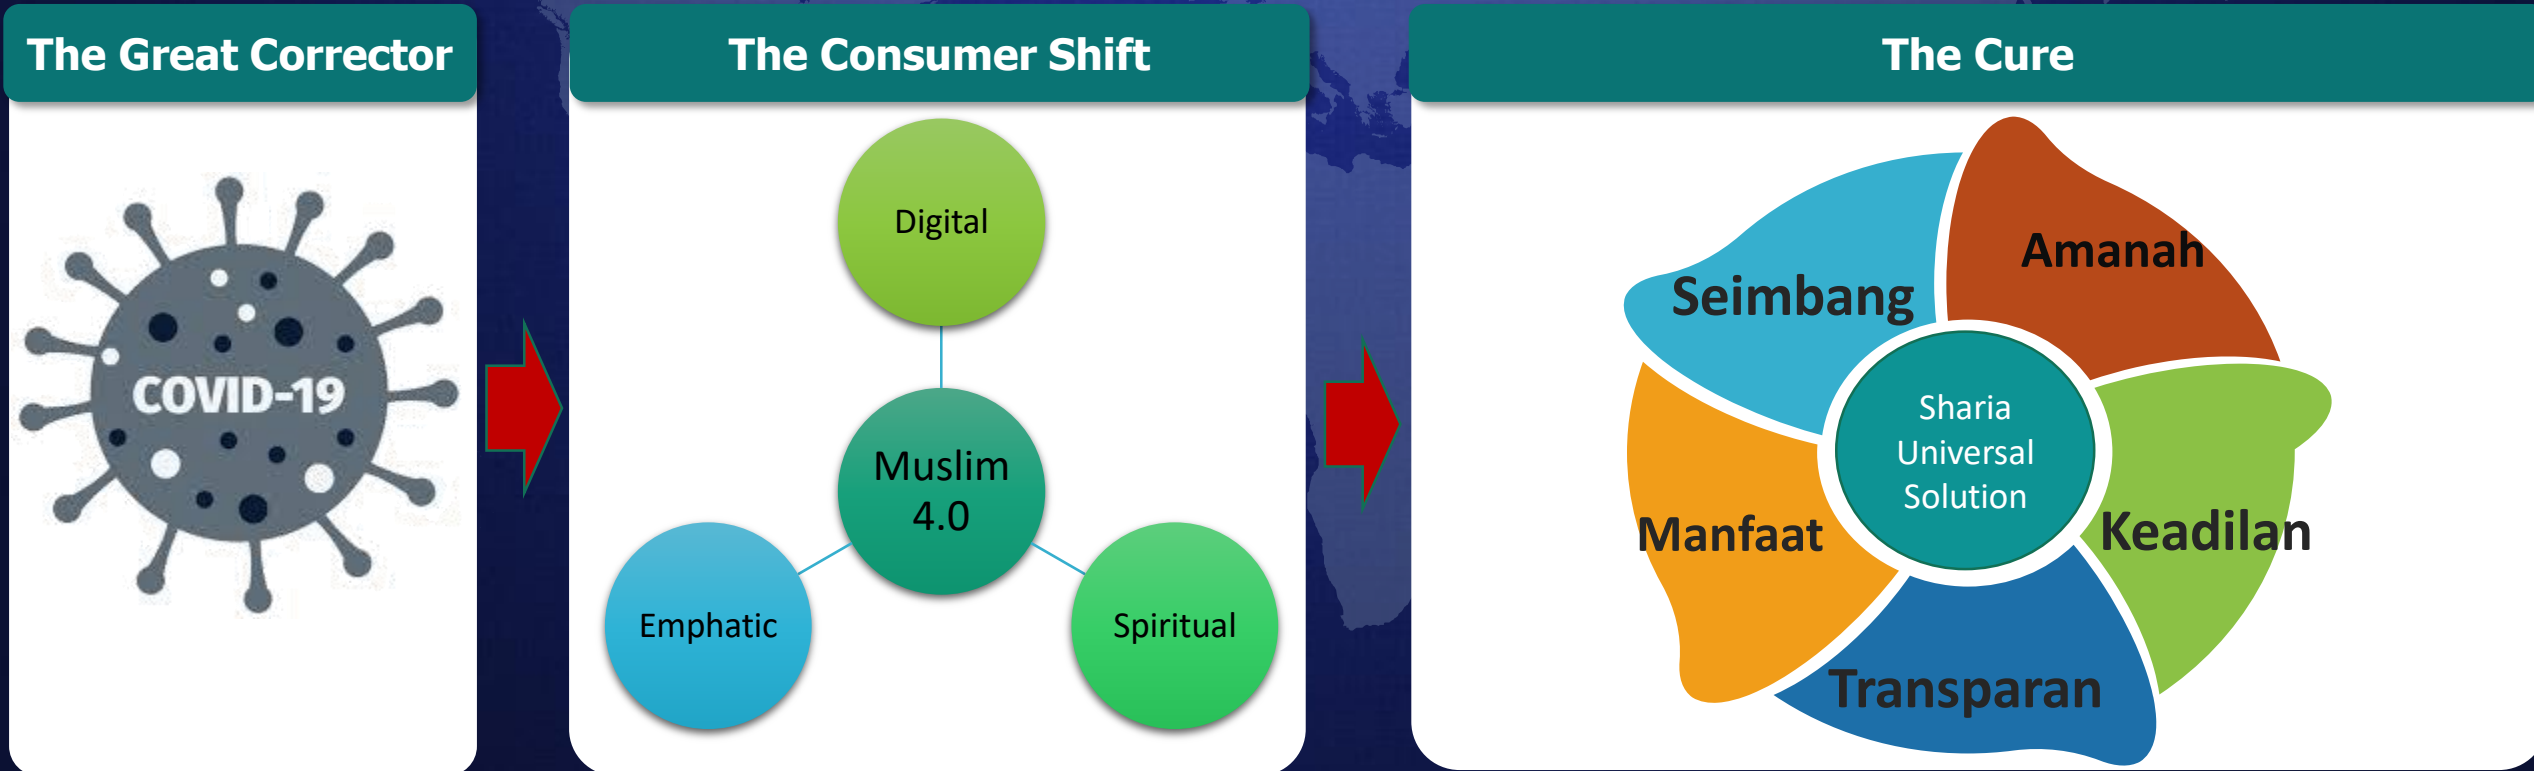 The Great Corrector
COVID-19
The Consumer Shift
Digital
Muslim
4.0
Emphatic
Spiritual
The Cure
Amanah
Seimbang
Sharia
Universal
Solution
Manfaat
Keadilan
Transparan